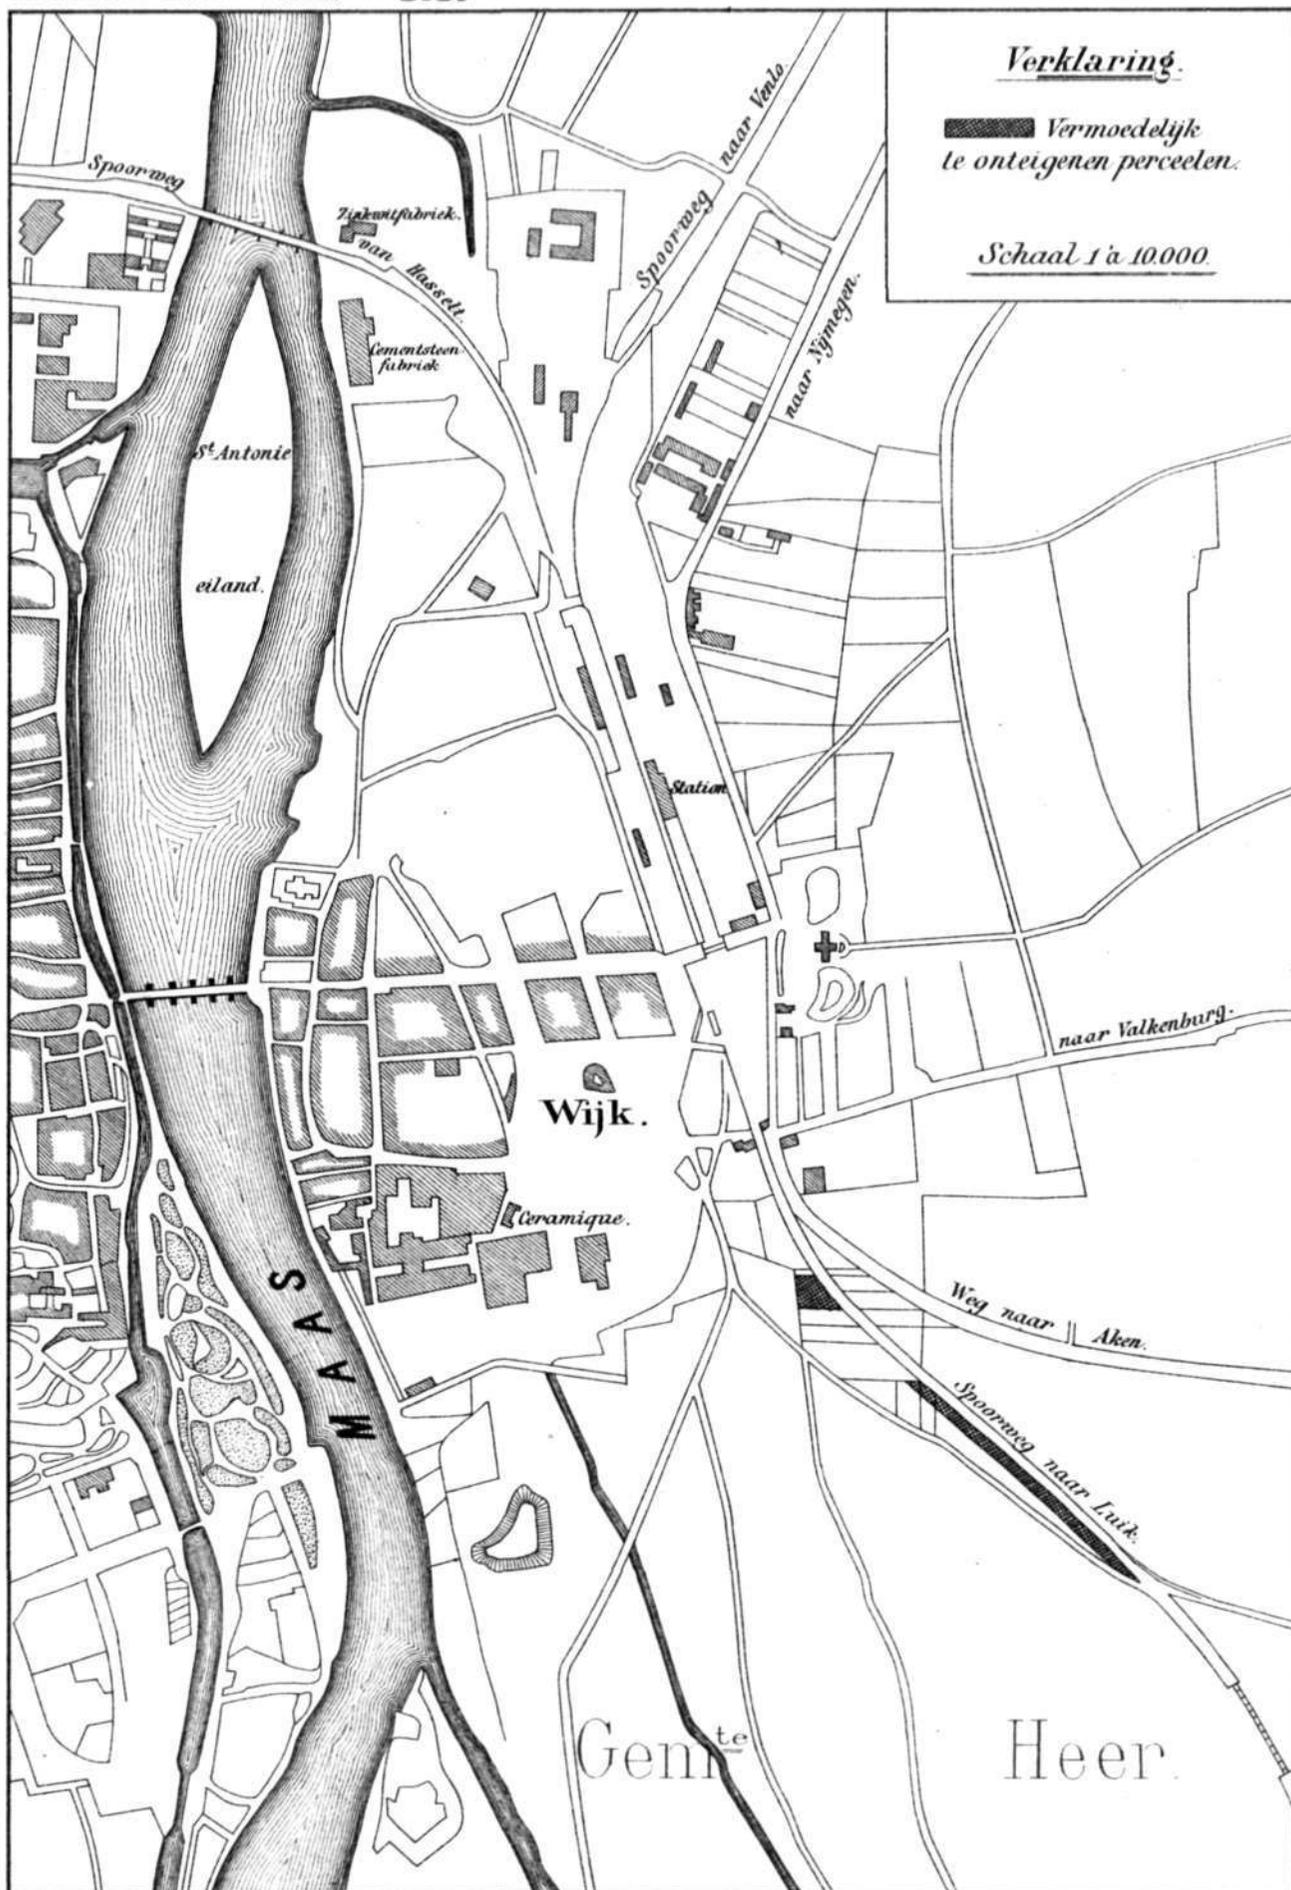 Verklaring.
Vermoedelijk
te onteigenen perceelen.
Schaal 1 à 10.000.
Spoorweg
van Hasselt.
Zinkwitfabriek.
Cementsteen-
fabriek
Spoorweg
naar Venlo.
naar Nijmegen.
St Antonie
eiland.
Station
naar Valkenburg.
Wijk.
Ceramique.
MAAS
Weg naar Aken.
Spoorweg naar Luik.
Gemte Heer.